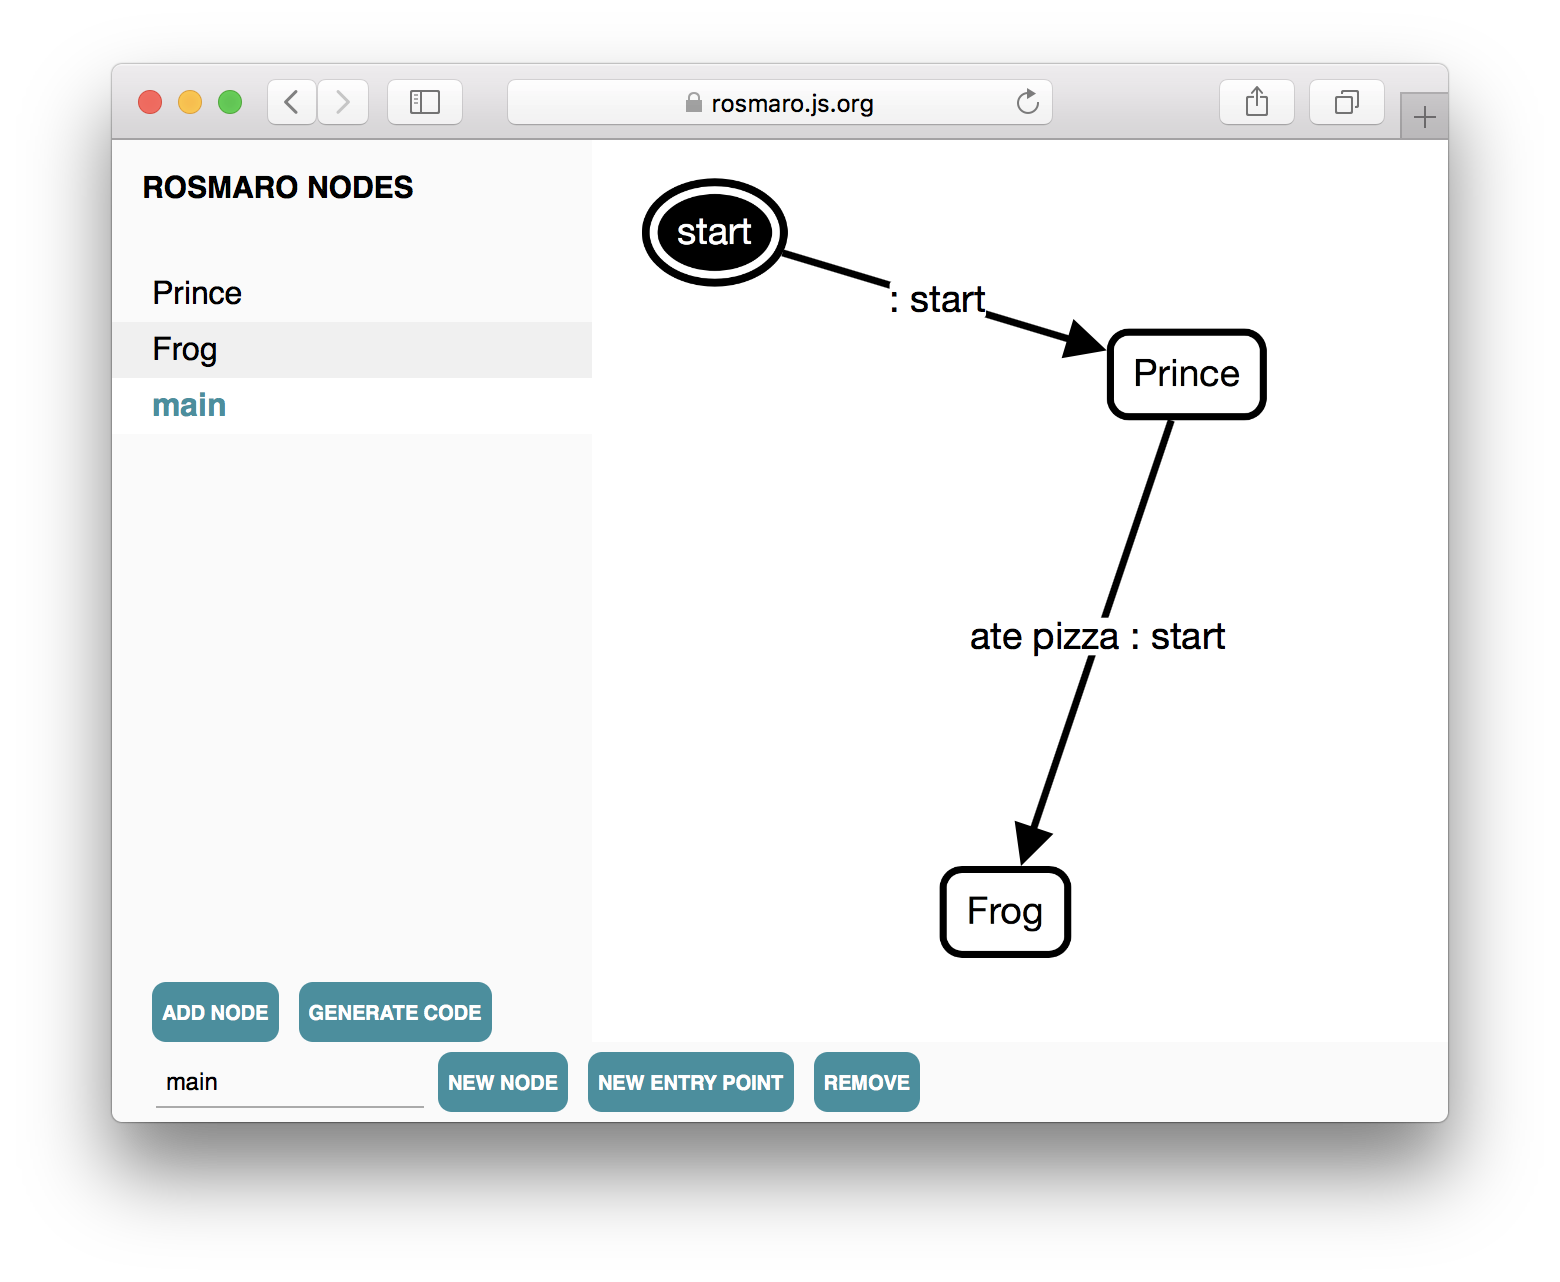 rosmaro.js.org
ROSMARO NODES
Prince
Frog
main
start
: start
Prince
ate pizza : start
Frog
ADD NODE
GENERATE CODE
main
NEW NODE
NEW ENTRY POINT
REMOVE